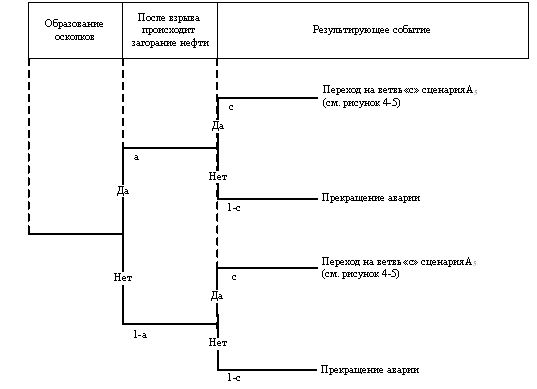 Образование
осколков
После взрыва
происходит
загорание нефти
Результирующее событие
Переход на ветвь «с» сценария А
(см. рисунок 4-5)
с
Да
а
Нет
Да
Прекращение аварии
1-с
Переход на ветвь «с» сценария А
(см. рисунок 4-5)
с
Нет
Да
1-а
Нет
Прекращение аварии
1-с